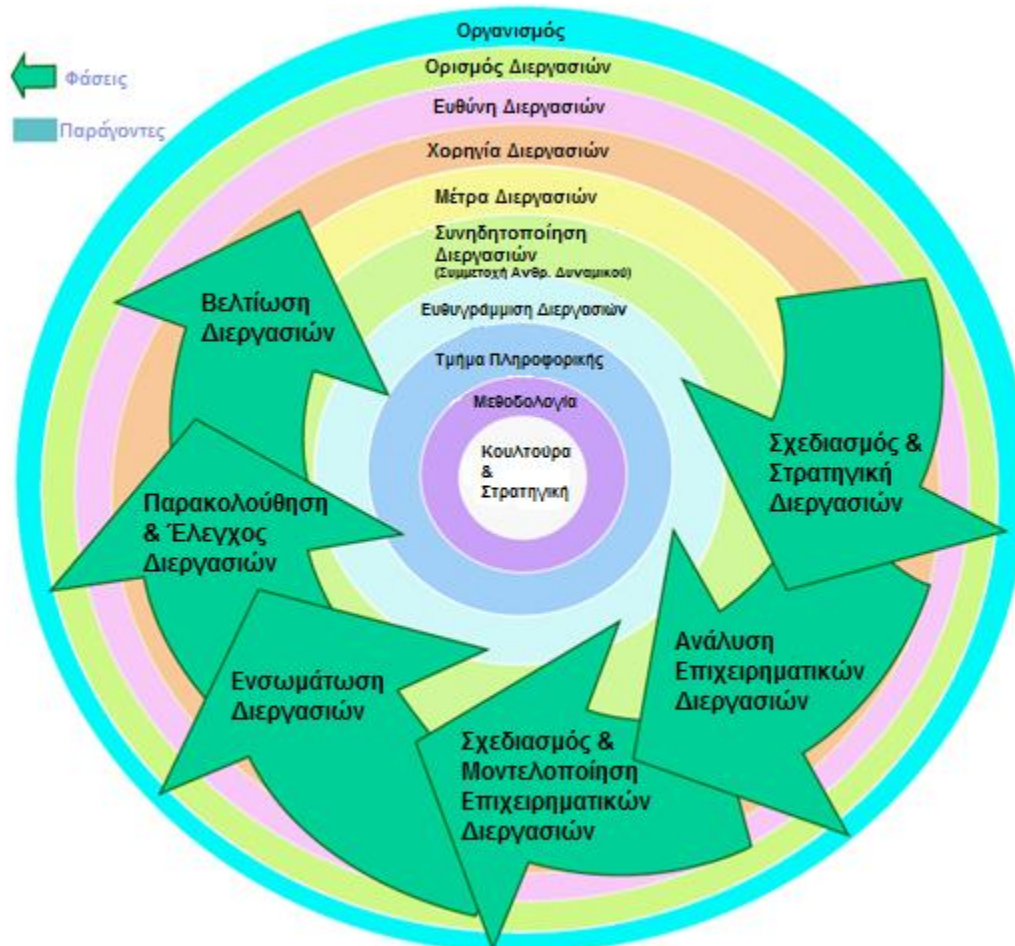 Οργανισμός
Φάσεις
Παράγοντες
Ορισμός Διεργασιών
Ευθύνη Διεργασιών
Χορηγία Διεργασιών
Μέτρα Διεργασιών
Συνηδητοποίηση
Διεργασιών
(Συμμετοχή Ανθρ. Δυναμικού)
Ευθυγράμμιση Διεργασιών
Τμήμα Πληροφορικής
Μεθοδολογία
Κουλτούρα
&
Στρατηγική
Σχεδιασμός &
Στρατηγική
Διεργασιών
Ανάλυση
Επιχειρηματικών
Διεργασιών
Σχεδιασμός &
Μοντελοποίηση
Επιχειρηματικών
Διεργασιών
Ενσωμάτωση
Διεργασιών
Παρακολούθηση
& Έλεγχος
Διεργασιών
Βελτίωση
Διεργασιών